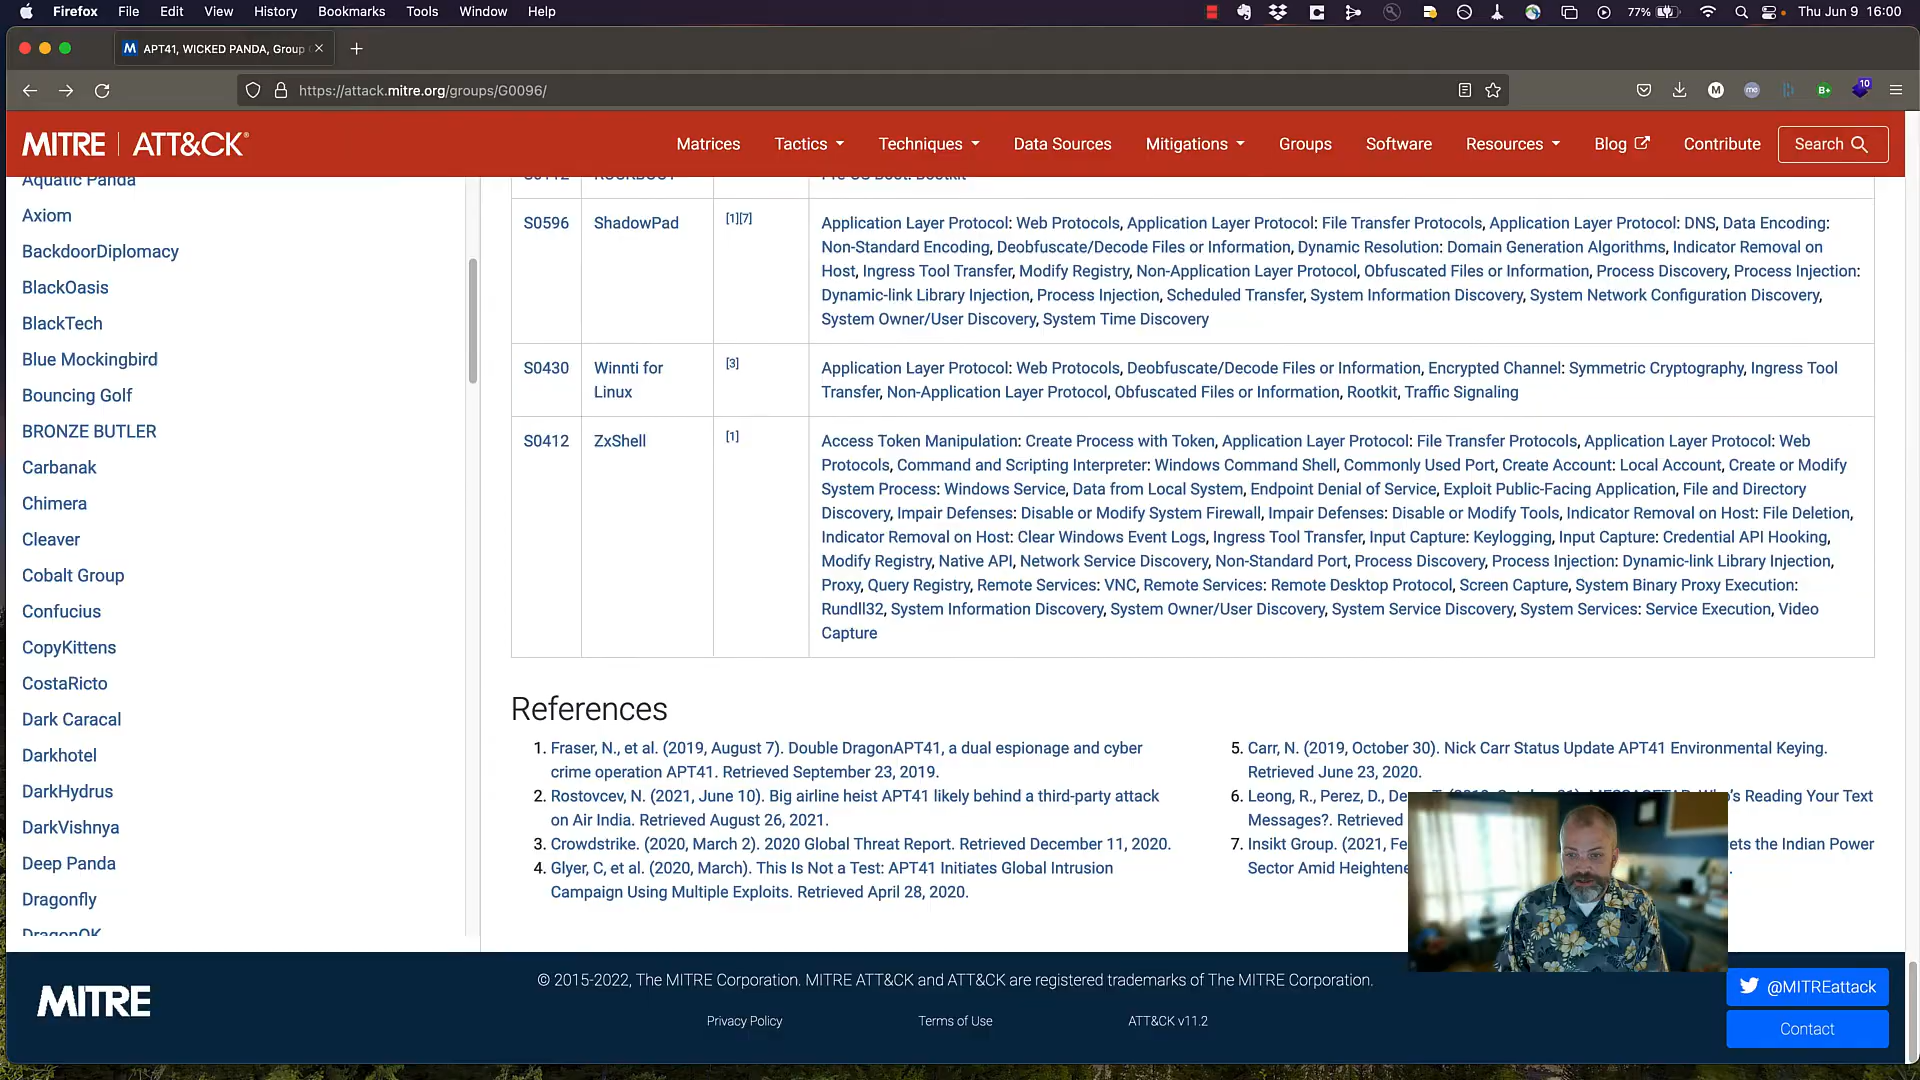 Firefox File Edit View History Bookmarks Tools Window Help 77% Thu Jun 9 16:00
APT41, WICKED PANDA, Group
https://attack.mitre.org/groups/G0096/
10
MITRE | ATT&CK® Matrices Tactics Techniques Data Sources Mitigations Groups Software Resources Blog Contribute Search
Aquatic Panda
Axiom
BackdoorDiplomacy
BlackOasis
BlackTech
Blue Mockingbird
Bouncing Golf
BRONZE BUTLER
Carbanak
Chimera
Cleaver
Cobalt Group
Confucius
CopyKittens
CostaRicto
Dark Caracal
Darkhotel
DarkHydrus
DarkVishnya
Deep Panda
Dragonfly
DragonOK
S0596 ShadowPad [1][7] Application Layer Protocol: Web Protocols, Application Layer Protocol: File Transfer Protocols, Application Layer Protocol: DNS, Data Encoding:
Non-Standard Encoding, Deobfuscate/Decode Files or Information, Dynamic Resolution: Domain Generation Algorithms, Indicator Removal on
Host, Ingress Tool Transfer, Modify Registry, Non-Application Layer Protocol, Obfuscated Files or Information, Process Discovery, Process Injection:
Dynamic-link Library Injection, Process Injection, Scheduled Transfer, System Information Discovery, System Network Configuration Discovery,
System Owner/User Discovery, System Time Discovery
S0430 Winnti for Linux [3] Application Layer Protocol: Web Protocols, Deobfuscate/Decode Files or Information, Encrypted Channel: Symmetric Cryptography, Ingress Tool
Transfer, Non-Application Layer Protocol, Obfuscated Files or Information, Rootkit, Traffic Signaling
S0412 ZxShell [1] Access Token Manipulation: Create Process with Token, Application Layer Protocol: File Transfer Protocols, Application Layer Protocol: Web
Protocols, Command and Scripting Interpreter: Windows Command Shell, Commonly Used Port, Create Account: Local Account, Create or Modify
System Process: Windows Service, Data from Local System, Endpoint Denial of Service, Exploit Public-Facing Application, File and Directory
Discovery, Impair Defenses: Disable or Modify System Firewall, Impair Defenses: Disable or Modify Tools, Indicator Removal on Host: File Deletion,
Indicator Removal on Host: Clear Windows Event Logs, Ingress Tool Transfer, Input Capture: Keylogging, Input Capture: Credential API Hooking,
Modify Registry, Native API, Network Service Discovery, Non-Standard Port, Process Discovery, Process Injection: Dynamic-link Library Injection,
Proxy, Query Registry, Remote Services: VNC, Remote Services: Remote Desktop Protocol, Screen Capture, System Binary Proxy Execution:
Rundll32, System Information Discovery, System Owner/User Discovery, System Service Discovery, System Services: Service Execution, Video
Capture
References
1. Fraser, N., et al. (2019, August 7). Double DragonAPT41, a dual espionage and cyber
crime operation APT41. Retrieved September 23, 2019.
2. Rostovcev, N. (2021, June 10). Big airline heist APT41 likely behind a third-party attack
on Air India. Retrieved August 26, 2021.
3. Crowdstrike. (2020, March 2). 2020 Global Threat Report. Retrieved December 11, 2020.
4. Glyer, C, et al. (2020, March). This Is Not a Test: APT41 Initiates Global Intrusion
Campaign Using Multiple Exploits. Retrieved April 28, 2020.
5. Carr, N. (2019, October 30). Nick Carr Status Update APT41 Environmental Keying.
Retrieved June 23, 2020.
6. Leong, R., Perez, D., Reading Your Text
Messages?. Retrieved
7. Insikt Group. (2021, the Indian Power
Sector Amid
© 2015-2022, The MITRE Corporation. MITRE ATT&CK and ATT&CK are registered trademarks of The MITRE Corporation.
MITRE
Privacy Policy Terms of Use ATT&CK v11.2
@MITREattack
Contact